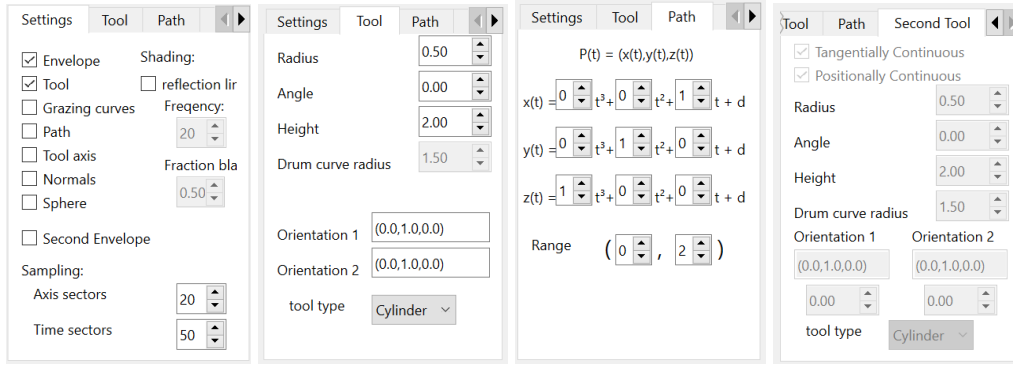 Settings Tool Path
Envelope
Tool
Grazing curves
Path
Tool axis
Normals
Sphere
Second Envelope
Shading:
reflection lir
Freqency:
20
Fraction bla
0.50
Sampling:
Axis sectors 20
Time sectors 50
Settings Tool Path
Radius 0.50
Angle 0.00
Height 2.00
Drum curve radius 1.50
Orientation 1 (0.0,1.0,0.0)
Orientation 2 (0.0,1.0,0.0)
tool type Cylinder
Settings Tool Path
P(t) = (x(t),y(t),z(t))
x(t) = 0 t³+ 0 t²+ 1 t + d
y(t) = 0 t³+ 1 t²+ 0 t + d
z(t) = 1 t³+ 0 t²+ 0 t + d
Range ( 0 , 2 )
Tool Path Second Tool
Tangentially Continuous
Positionally Continuous
Radius 0.50
Angle 0.00
Height 2.00
Drum curve radius 1.50
Orientation 1 Orientation 2
(0.0,1.0,0.0) (0.0,1.0,0.0)
0.00 0.00
tool type Cylinder